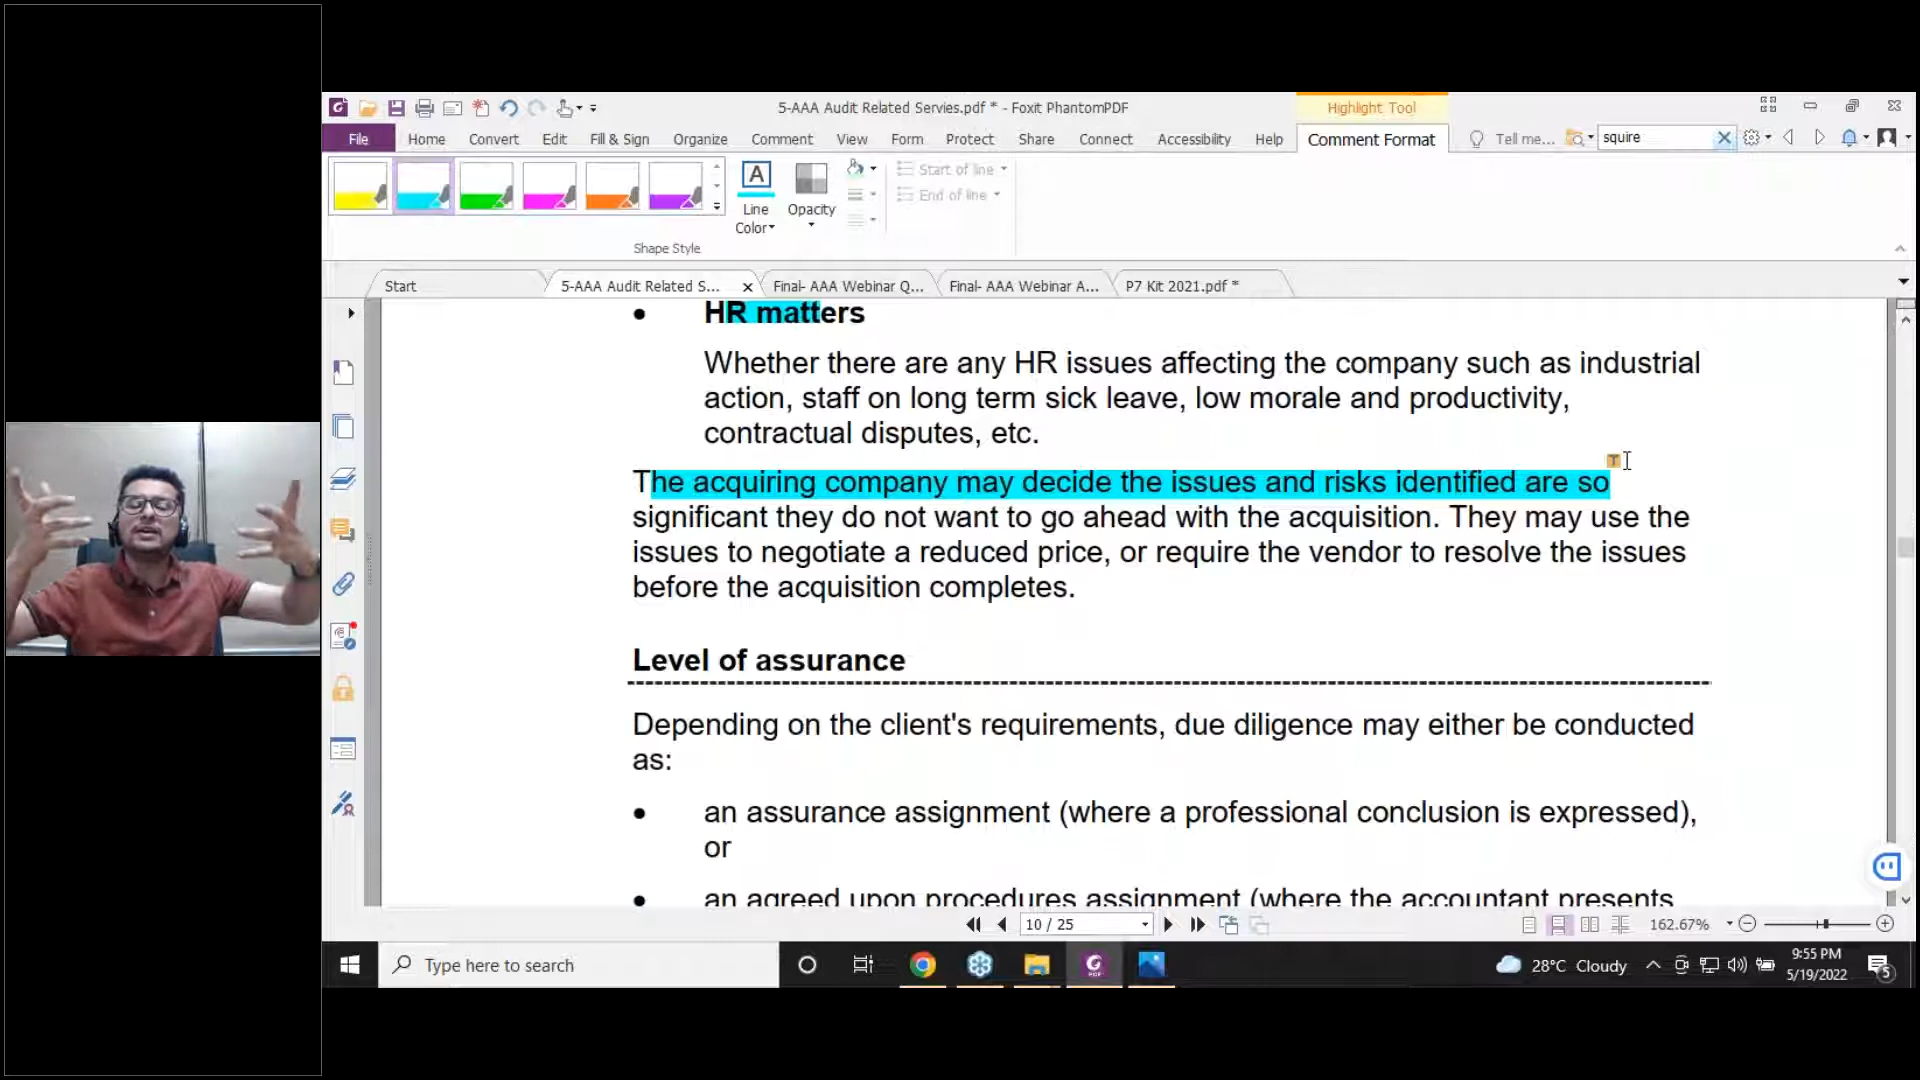 5-AAA Audit Related Servies.pdf * - Foxit PhantomPDF
Highlight Tool
File Home Convert Edit Fill & Sign Organize Comment View Form Protect Share Connect Accessibility Help Comment Format Tell me... squire
A
Line
Color
Opacity
Start of line
End of line
Shape Style
Start
5-AAA Audit Related S...
Final- AAA Webinar Q...
Final- AAA Webinar A...
P7 Kit 2021.pdf *
• HR matters
Whether there are any HR issues affecting the company such as industrial
action, staff on long term sick leave, low morale and productivity,
contractual disputes, etc.
The acquiring company may decide the issues and risks identified are so
significant they do not want to go ahead with the acquisition. They may use the
issues to negotiate a reduced price, or require the vendor to resolve the issues
before the acquisition completes.
Level of assurance
Depending on the client's requirements, due diligence may either be conducted
as:
• an assurance assignment (where a professional conclusion is expressed),
or
• an agreed upon procedures assignment (where the accountant presents
10 / 25
162.67%
Type here to search
28°C Cloudy
9:55 PM
5/19/2022
5